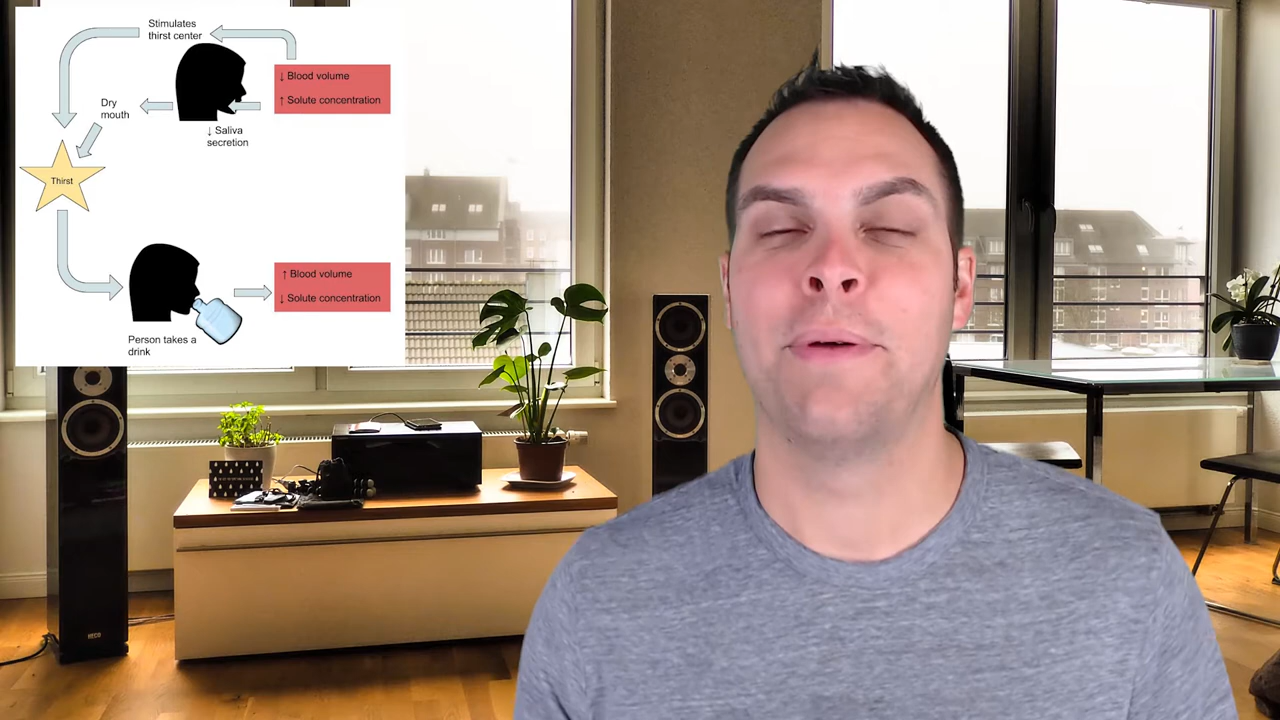 Stimulates
thirst center
↓ Blood volume
↑ Solute concentration
Dry
mouth
↓ Saliva
secretion
Thirst
↑ Blood volume
↓ Solute concentration
Person takes a
drink